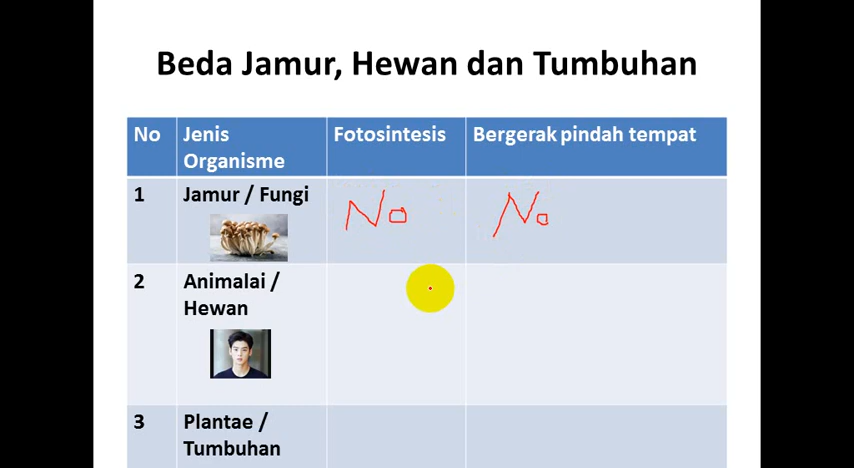 Beda Jamur, Hewan dan Tumbuhan
No Jenis Organisme Fotosintesis Bergerak pindah tempat
1 Jamur / Fungi No No
2 Animalai /
Hewan
3 Plantae /
Tumbuhan